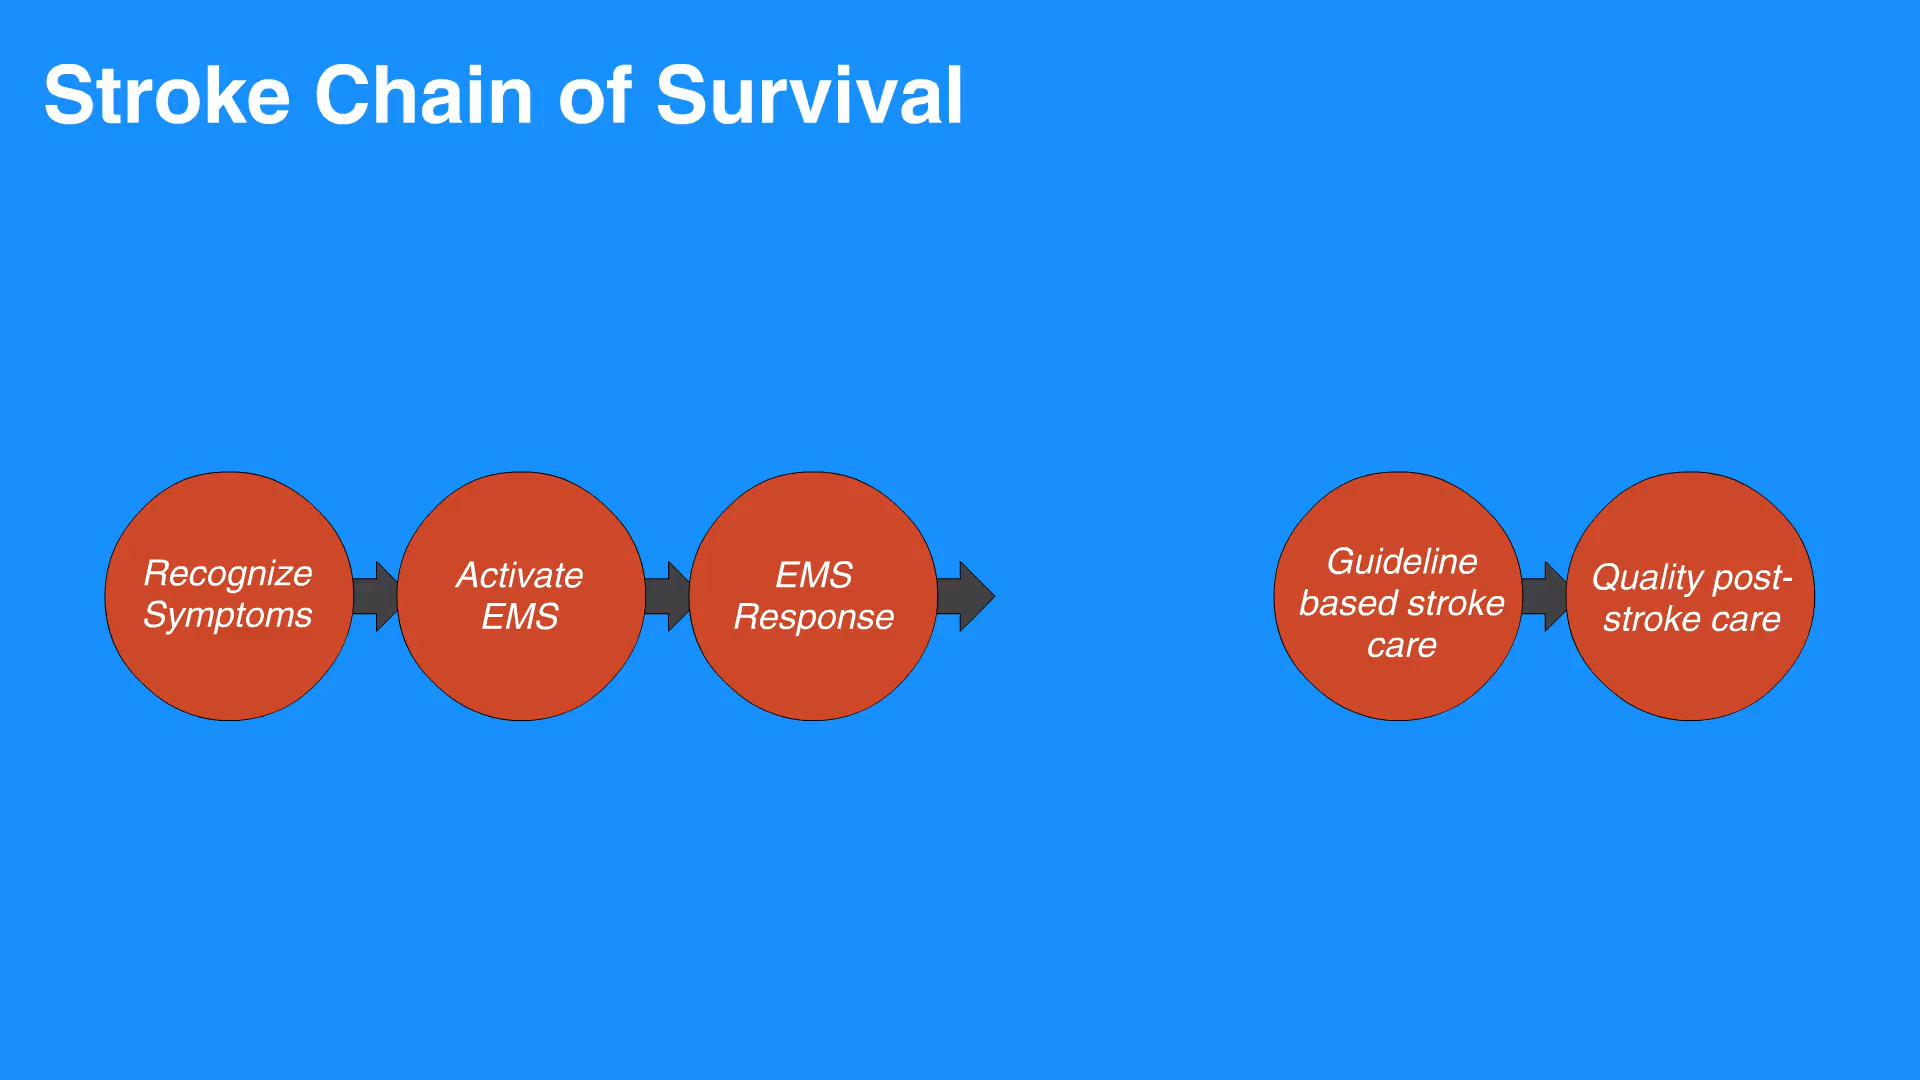 Stroke Chain of Survival
Recognize
Symptoms
Activate
EMS
EMS
Response
Guideline
based stroke
care
Quality post-
stroke care